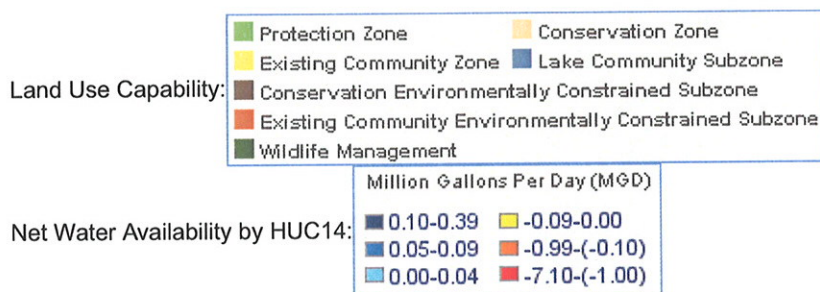 Protection Zone Conservation Zone
Existing Community Zone Lake Community Subzone
Land Use Capability: Conservation Environmentally Constrained Subzone
Existing Community Environmentally Constrained Subzone
Wildlife Management
Million Gallons Per Day (MGD)
0.10-0.39 -0.09-0.00
Net Water Availability by HUC14: 0.05-0.09 -0.99-(-0.10)
0.00-0.04 -7.10-(-1.00)